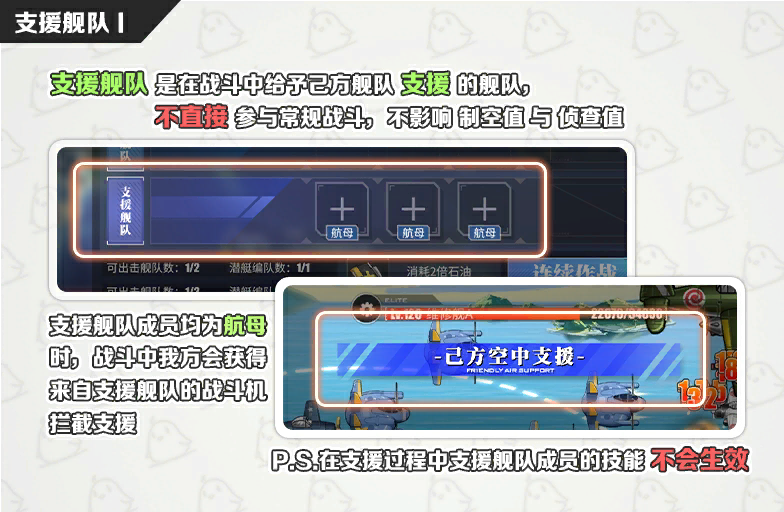 支援舰队 I
支援舰队 是在战斗中给予己方舰队 支援 的舰队,
不直接 参与常规战斗, 不影响 制空值 与 侦查值
支援舰队
航母 航母 航母
可出击舰队数: 1/2 潜艇编队数: 1/1
消耗2倍石油
连续作战
支援舰队成员均为航母
时, 战斗中我方会获得
来自支援舰队的战斗机
拦截支援
ELITE
-己方空中支援-
FRIENDLY AIR SUPPORT
P.S.在支援过程中支援舰队成员的技能 不会生效